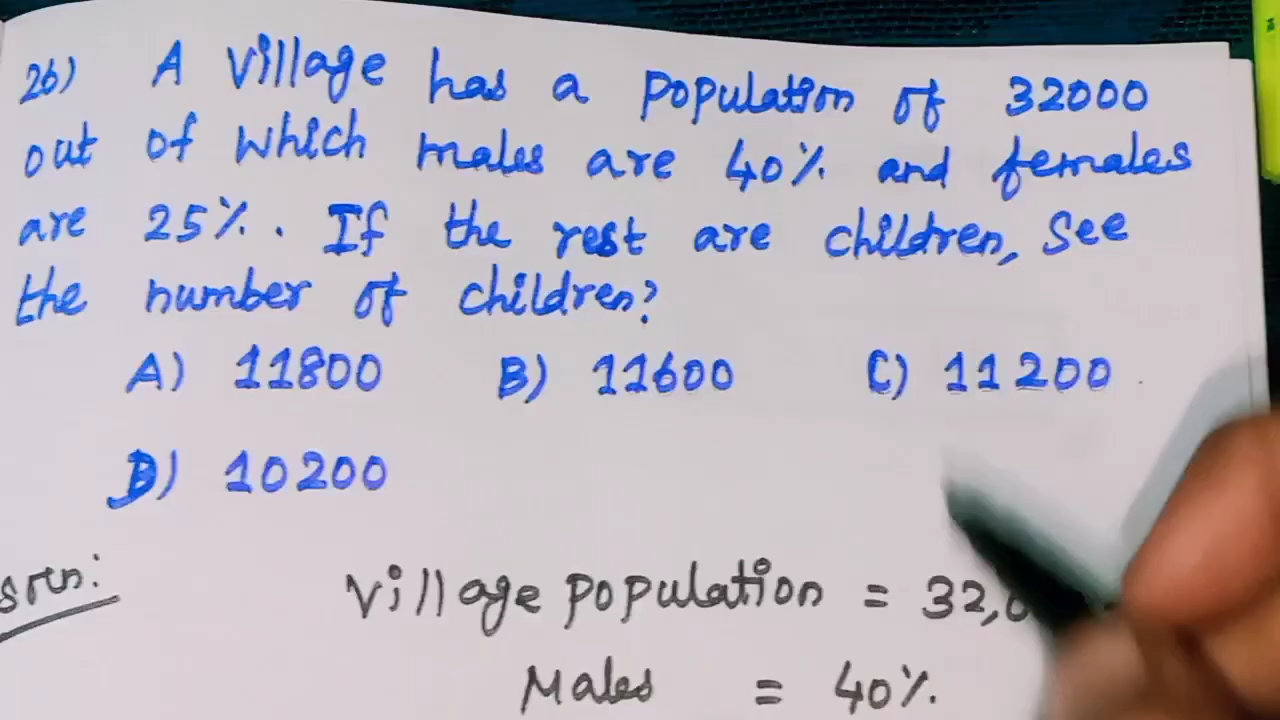 26) A village has a population of 32000
out of which males are 40% and females
are 25%. If the rest are children, See
the number of children?
A) 11800 B) 11600 C) 11200
D) 10200
Village population = 32,0
Males = 40%.